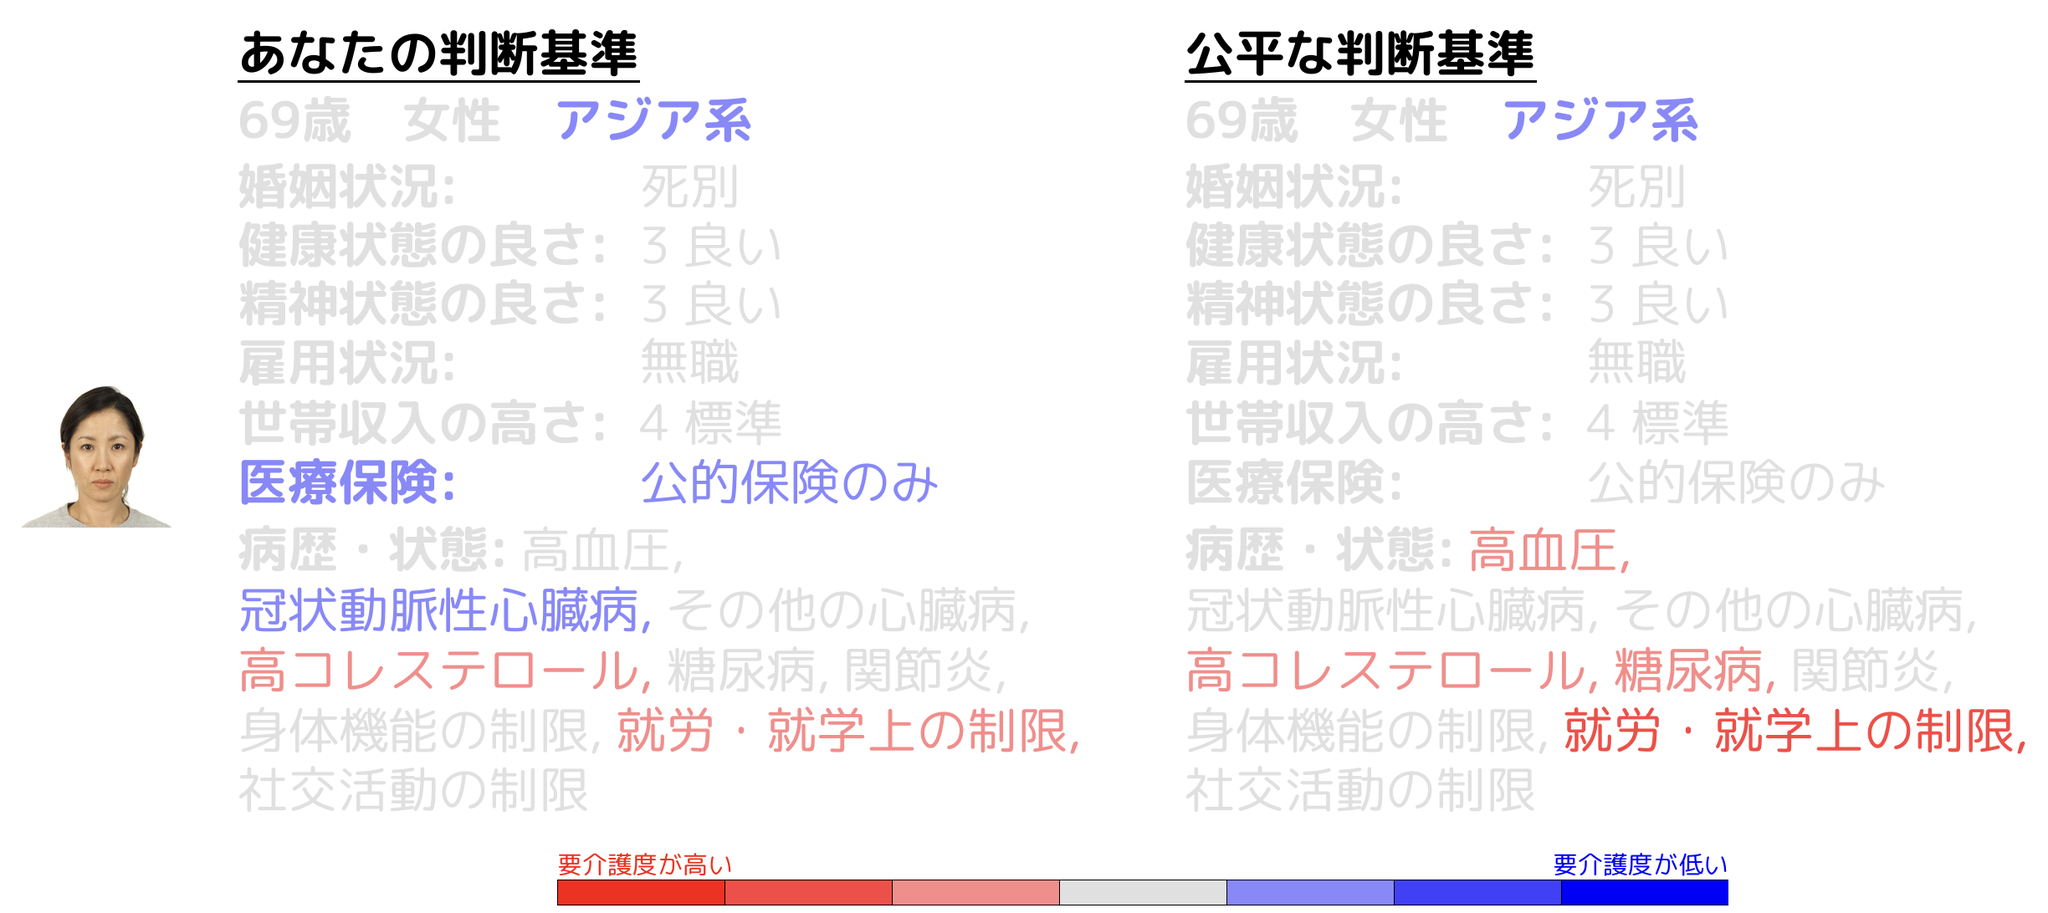 あなたの判断基準
69歳 女性 アジア系
婚姻状況: 死別
健康状態の良さ: 3 良い
精神状態の良さ: 3 良い
雇用状況: 無職
世帯収入の高さ: 4 標準
医療保険: 公的保険のみ
病歴・状態: 高血圧,
冠状動脈性心臓病, その他の心臓病,
高コレステロール, 糖尿病, 関節炎,
身体機能の制限, 就労・就学上の制限,
社交活動の制限
公平な判断基準
69歳 女性 アジア系
婚姻状況: 死別
健康状態の良さ: 3 良い
精神状態の良さ: 3 良い
雇用状況: 無職
世帯収入の高さ: 4 標準
医療保険: 公的保険のみ
病歴・状態: 高血圧,
冠状動脈性心臓病, その他の心臓病,
高コレステロール, 糖尿病, 関節炎,
身体機能の制限, 就労・就学上の制限,
社交活動の制限
要介護度が高い 要介護度が低い